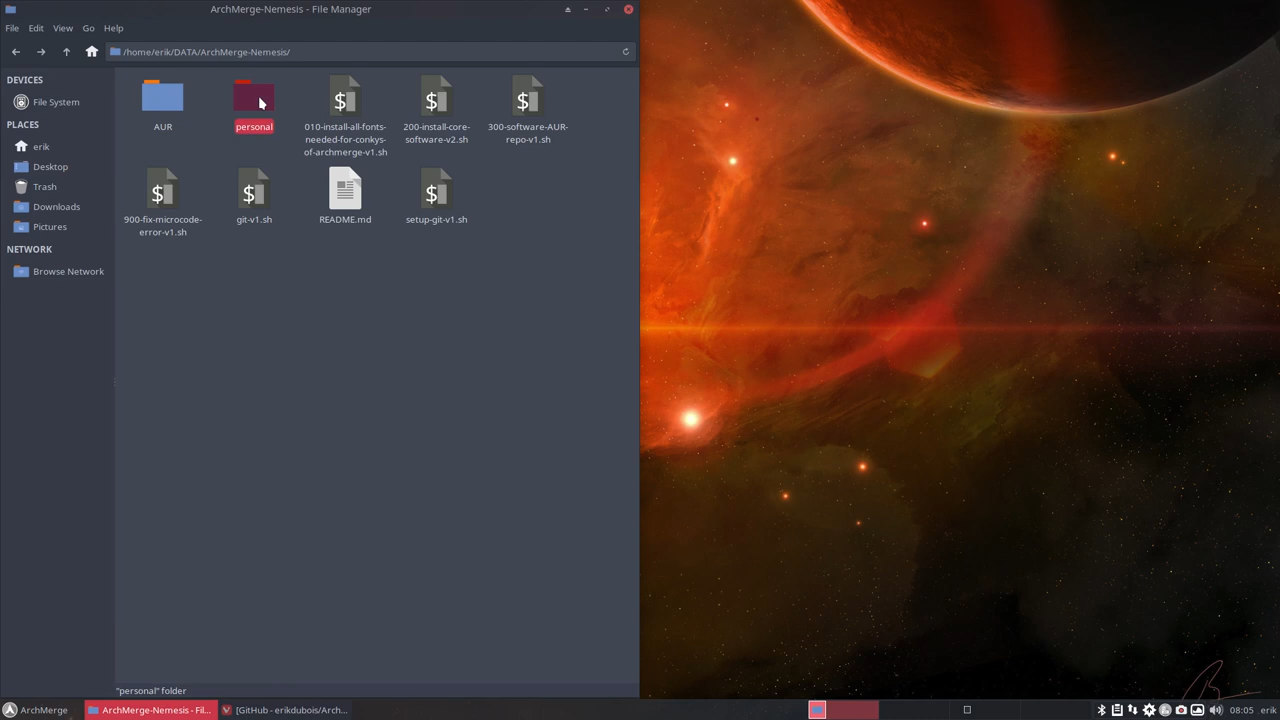 ArchMerge-Nemesis - File Manager
File Edit View Go Help
/home/erik/DATA/ArchMerge-Nemesis/
DEVICES
File System
PLACES
erik
Desktop
Trash
Downloads
Pictures
NETWORK
Browse Network
AUR
personal
010-install-all-fonts-
needed-for-conkys-
of-archmerge-v1.sh
200-install-core-
software-v2.sh
300-software-AUR-
repo-v1.sh
900-fix-microcode-
error-v1.sh
git-v1.sh
README.md
setup-git-v1.sh
"personal" folder
ArchMerge
ArchMerge-Nemesis - Fil...
[GitHub - erikdubois/Arch...
08:05 erik